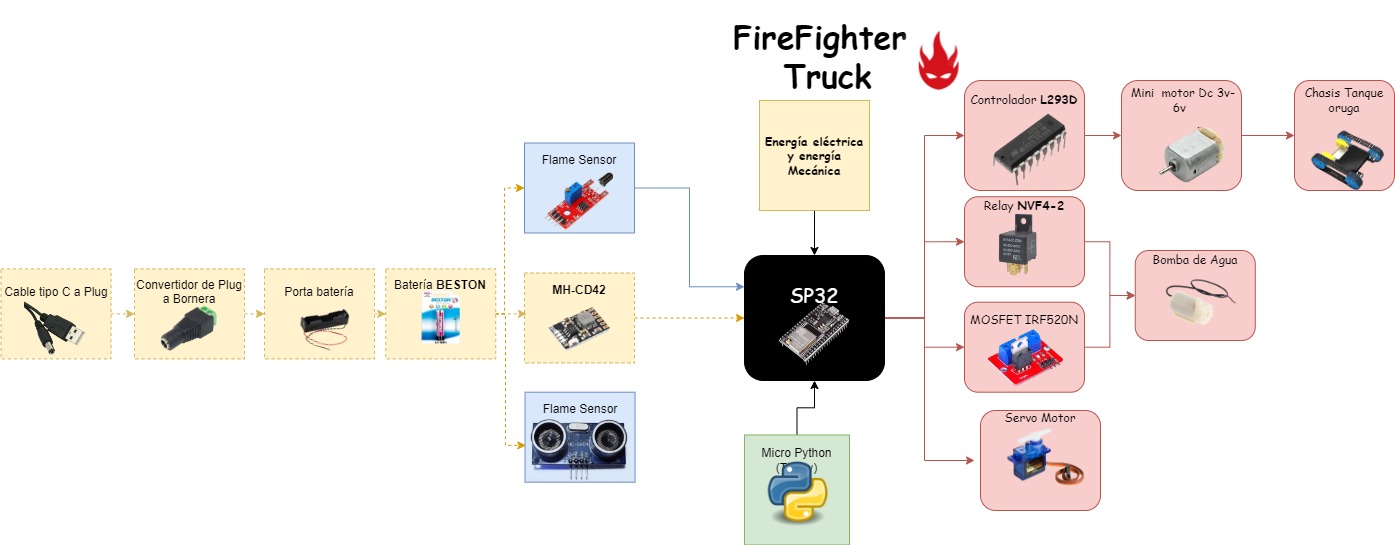 FireFighter
Truck
Energía eléctrica
y energía
Mecánica
Cable tipo C a Plug
Convertidor de Plug
a Bornera
Porta batería
Batería BESTON
BESTON
Flame Sensor
MH-CD42
Flame Sensor
SP32
Micro Python
Controlador L293D
Mini motor Dc 3v-
6v
Chasis Tanque
oruga
Relay NVF4-2
Bomba de Agua
MOSFET IRF520N
Servo Motor